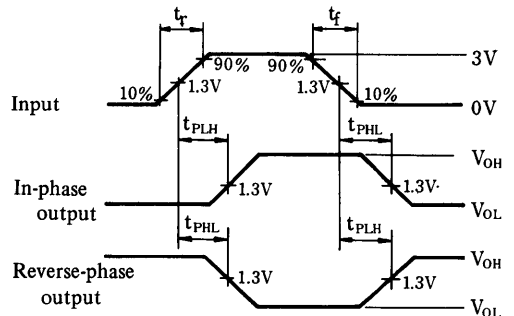 tr
tf
90%
90%
3V
10%
1.3V
1.3V
10%
Input
0V
tPLH
tPHL
VOH
In-phase
output
1.3V
1.3V.
VOL
tPHL
tPLH
VOH
Reverse-phase
output
1.3V
1.3V
VOL